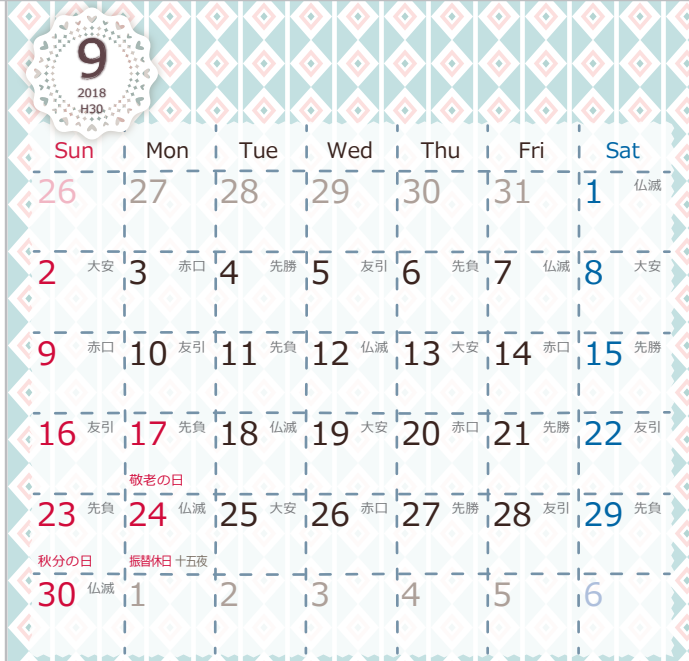 9
2018
H30
Sun Mon Tue Wed Thu Fri Sat
26 27 28 29 30 31 1 仏滅
2 大安 3 赤口 4 先勝 5 友引 6 先負 7 仏滅 8 大安
9 赤口 10 友引 11 先負 12 仏滅 13 大安 14 赤口 15 先勝
16 友引 17 先負 18 仏滅 19 大安 20 赤口 21 先勝 22 友引
敬老の日
23 先負 24 仏滅 25 大安 26 赤口 27 先勝 28 友引 29 先負
秋分の日 振替休日 十五夜
30 仏滅 1 2 3 4 5 6